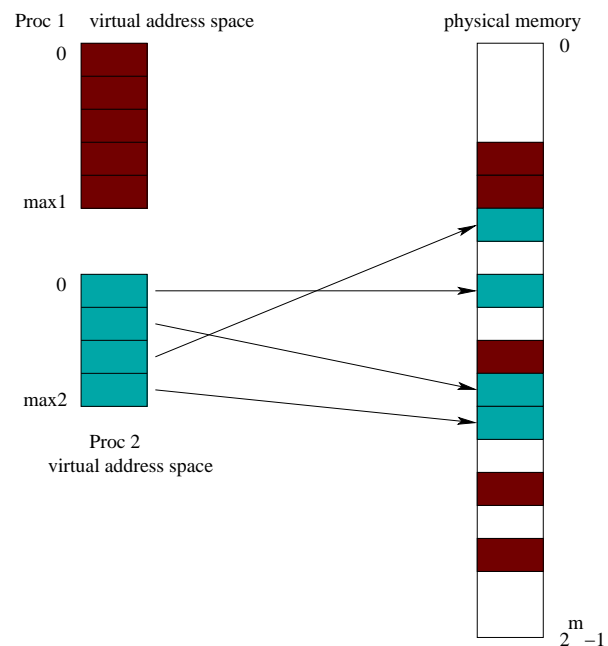 Proc 1 virtual address space
physical memory
0
0
max1
0
max2
Proc 2
virtual address space
2^m −1